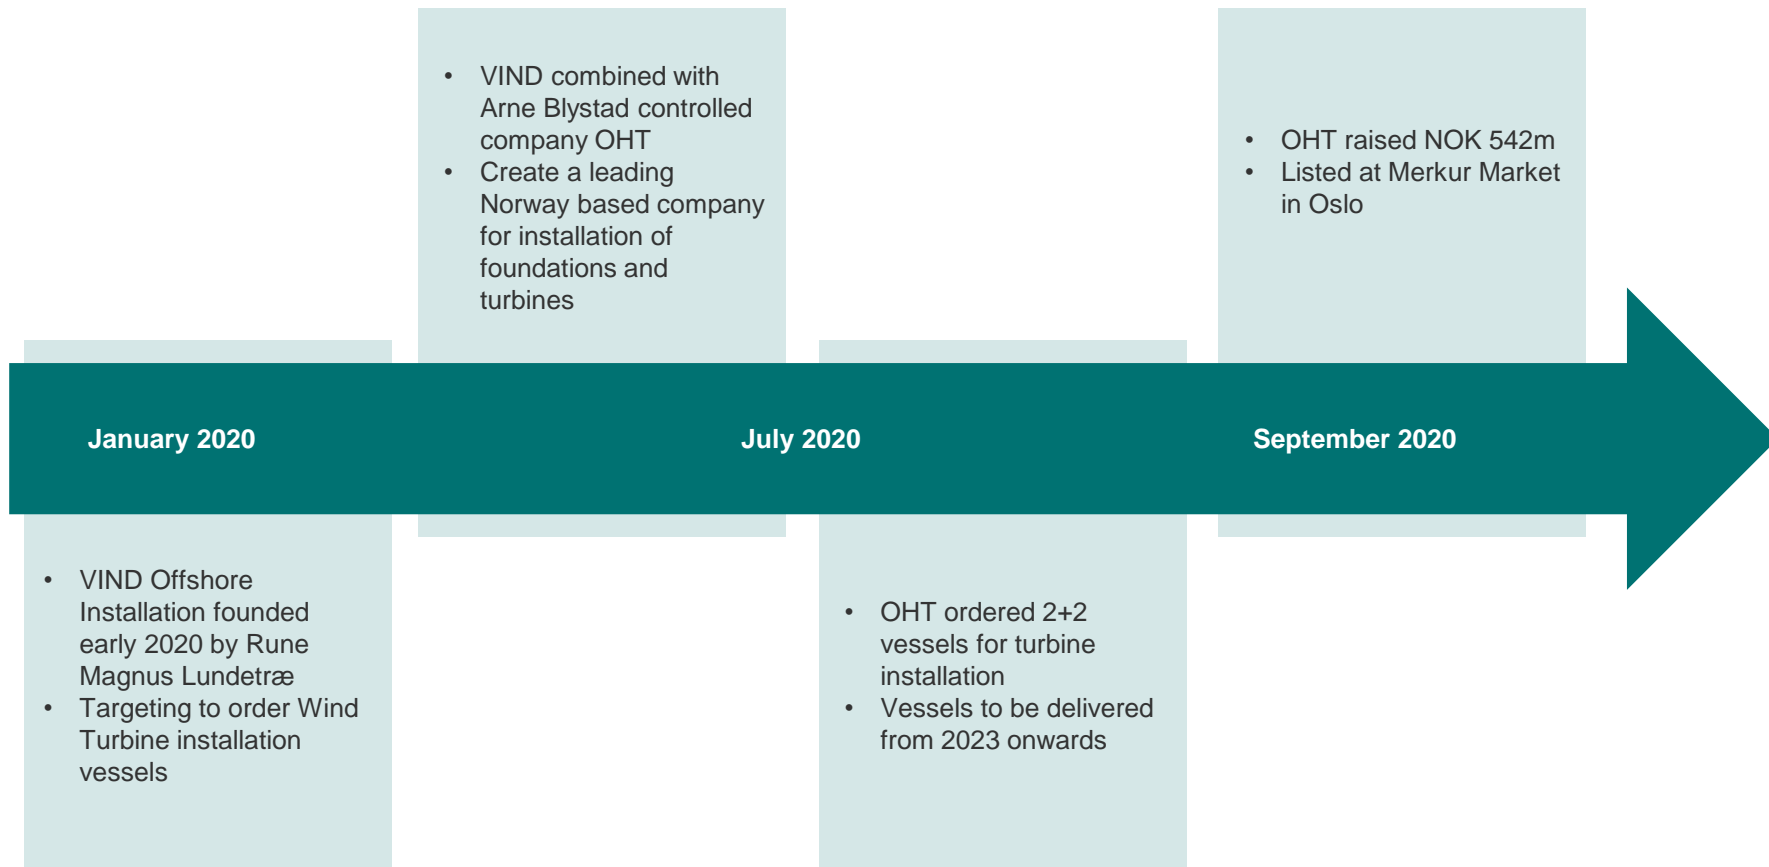 • VIND combined with
Arne Blystad controlled
company OHT
• Create a leading
Norway based company
for installation of
foundations and
turbines
• OHT raised NOK 542m
• Listed at Merkur Market
in Oslo
January 2020
July 2020
September 2020
• VIND Offshore
Installation founded
early 2020 by Rune
Magnus Lundetræ
• Targeting to order Wind
Turbine installation
vessels
• OHT ordered 2+2
vessels for turbine
installation
• Vessels to be delivered
from 2023 onwards